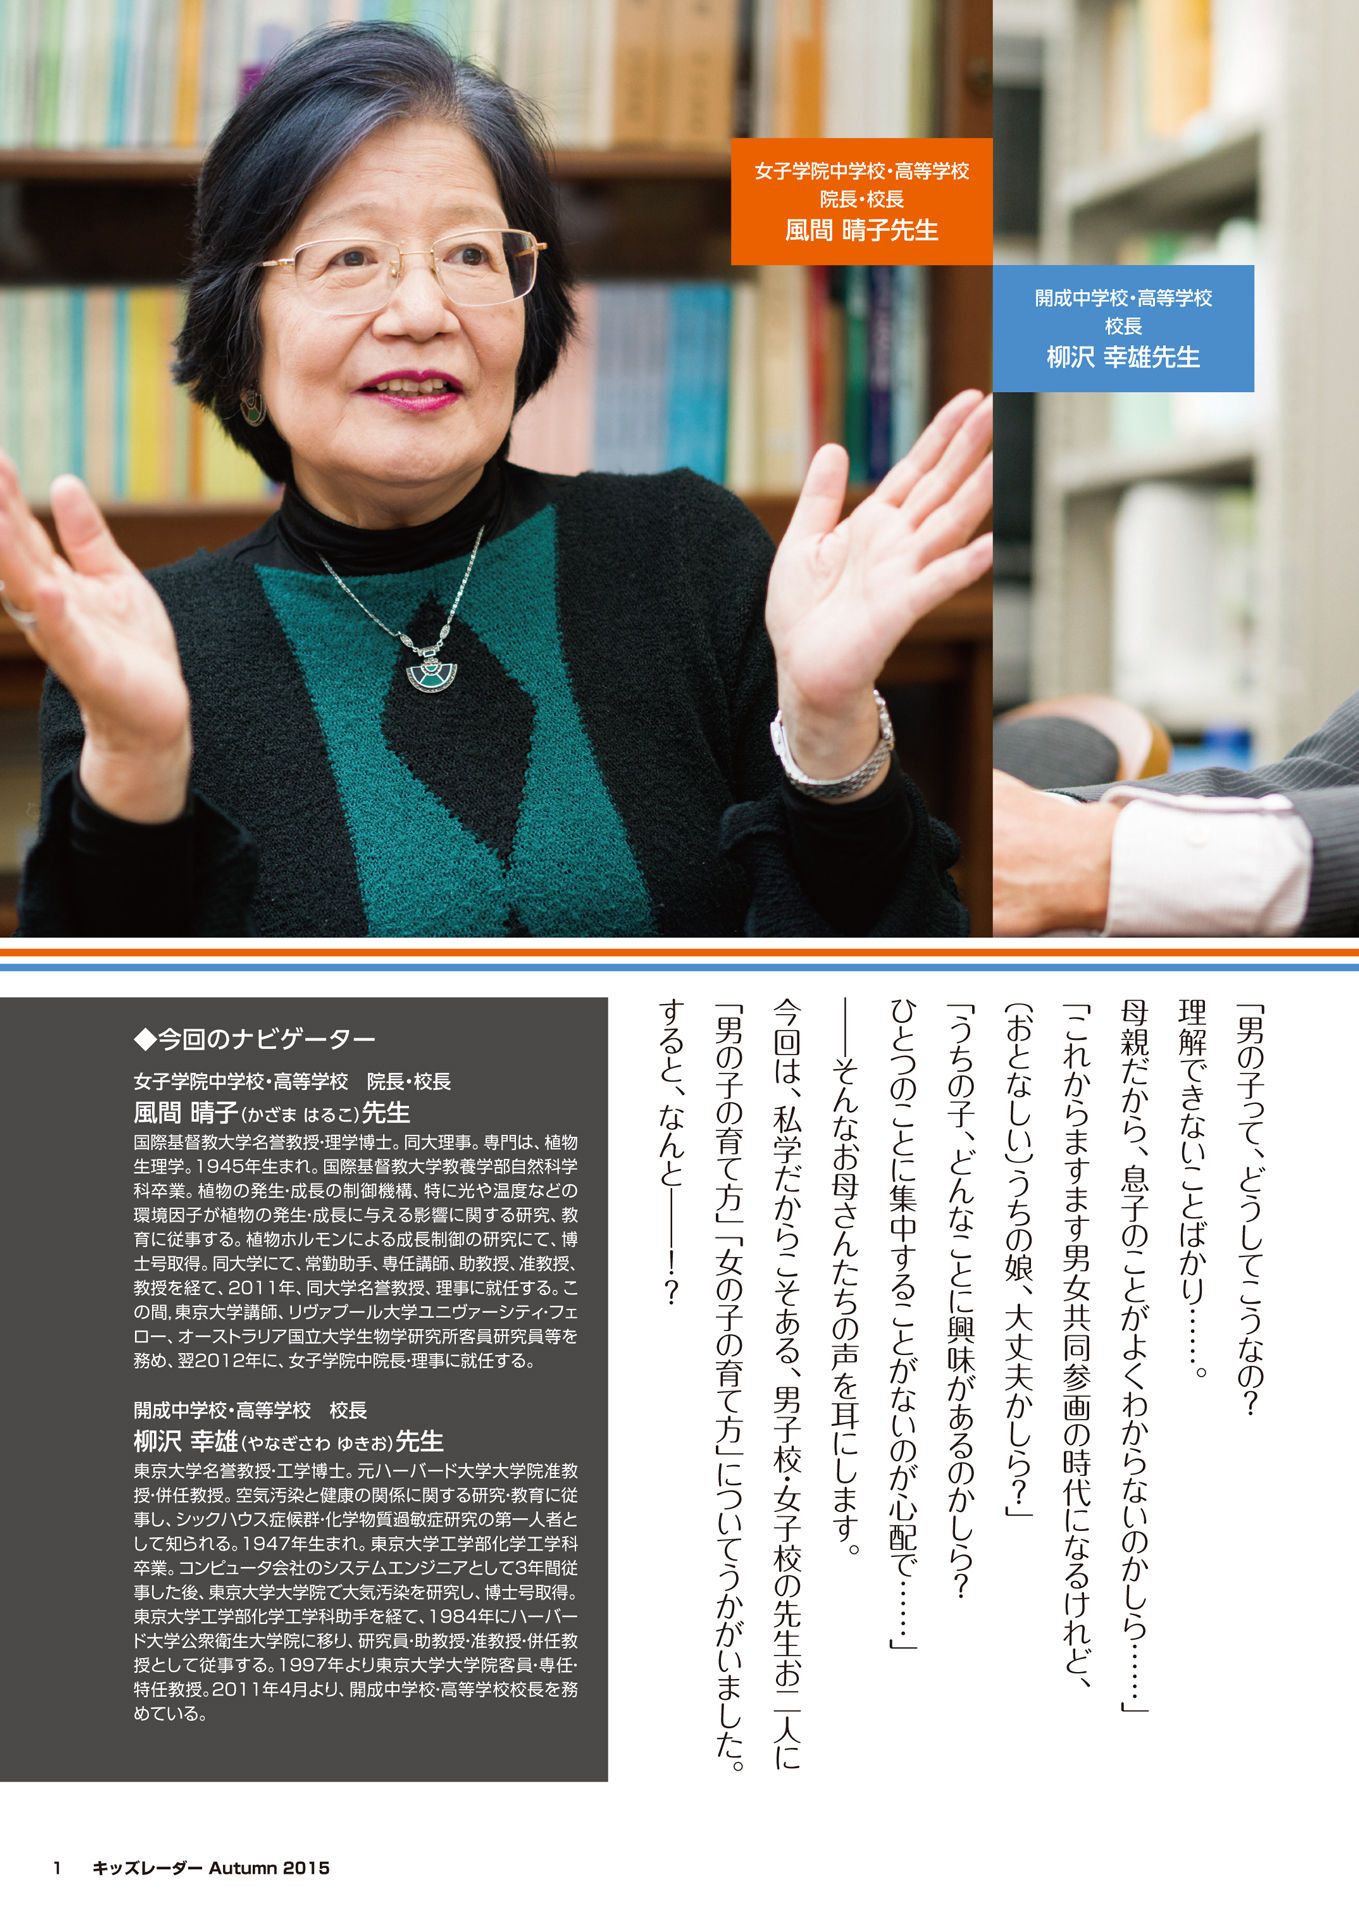 女子学院中学校・高等学校
院長・校長
風間 晴子先生
開成中学校・高等学校
校長
柳沢 幸雄先生
「男の子って、どうしてこうなの？
理解できないことばかり……。
母親だから、息子のことがよくわからないのかしら……」
「これからますます男女共同参画の時代になるけれど、
（おとなしい）うちの娘、大丈夫かしら？」
「うちの子、どんなことに興味があるのかしら？
ひとつのことに集中することがないのが心配で……」
――そんなお母さんたちの声を耳にします。
今回は、私学だからこそある、男子校・女子校の先生お二人に
「男の子の育て方」「女の子の育て方」についてうかがいました。
すると、なんと――！？
◆今回のナビゲーター
女子学院中学校・高等学校　院長・校長
風間 晴子（かざま はるこ）先生
国際基督教大学名誉教授・理学博士。同大理事。専門は、植物
生理学。1945年生まれ。国際基督教大学教養学部自然科学
科卒業。植物の発生・成長の制御機構、特に光や温度などの
環境因子が植物の発生・成長に与える影響に関する研究、教
育に従事する。植物ホルモンによる成長制御の研究にて、博
士号取得。同大学にて、常勤助手、専任講師、助教授、准教授、
教授を経て、2011年、同大学名誉教授、理事に就任する。こ
の間,東京大学講師、リヴァプール大学ユニヴァーシティ・フェ
ロー、オーストラリア国立大学生物学研究所客員研究員等を
務め、翌2012年に、女子学院中院長・理事に就任する。
開成中学校・高等学校　校長
柳沢 幸雄（やなぎさわ ゆきお）先生
東京大学名誉教授・工学博士。元ハーバード大学大学院准教
授・併任教授。空気汚染と健康の関係に関する研究・教育に従
事し、シックハウス症候群・化学物質過敏症研究の第一人者と
して知られる。1947年生まれ。東京大学工学部化学工学科
卒業。コンピュータ会社のシステムエンジニアとして3年間従
事した後、東京大学大学院で大気汚染を研究し、博士号取得。
東京大学工学部化学工学科助手を経て、1984年にハーバー
ド大学公衆衛生大学院に移り、研究員・助教授・准教授・併任教
授として従事する。1997年より東京大学大学院客員・専任・
特任教授。2011年4月より、開成中学校・高等学校校長を務
めている。
1　キッズレーダー Autumn 2015